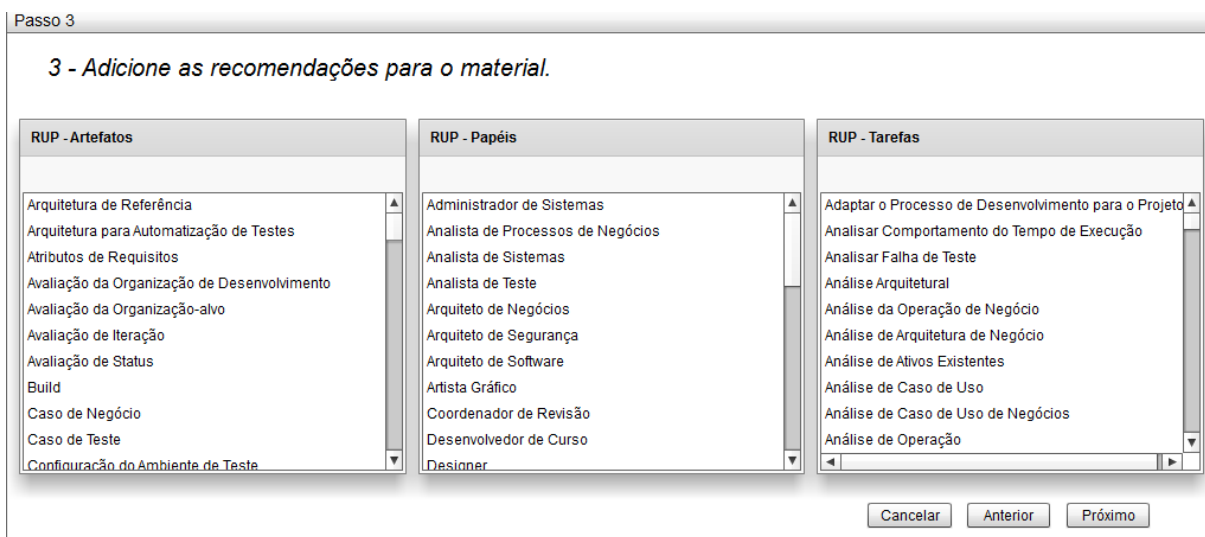 Passo 3
3 - Adicione as recomendações para o material.
RUP - Artefatos
Arquitetura de Referência
Arquitetura para Automatização de Testes
Atributos de Requisitos
Avaliação da Organização de Desenvolvimento
Avaliação da Organização-alvo
Avaliação de Iteração
Avaliação de Status
Build
Caso de Negócio
Caso de Teste
Configuração do Ambiente de Teste
RUP - Papéis
Administrador de Sistemas
Analista de Processos de Negócios
Analista de Sistemas
Analista de Teste
Arquiteto de Negócios
Arquiteto de Segurança
Arquiteto de Software
Artista Gráfico
Coordenador de Revisão
Desenvolvedor de Curso
Designer
RUP - Tarefas
Adaptar o Processo de Desenvolvimento para o Projeto
Analisar Comportamento do Tempo de Execução
Analisar Falha de Teste
Análise Arquitetural
Análise da Operação de Negócio
Análise de Arquitetura de Negócio
Análise de Ativos Existentes
Análise de Caso de Uso
Análise de Caso de Uso de Negócios
Análise de Operação
Cancelar
Anterior
Próximo